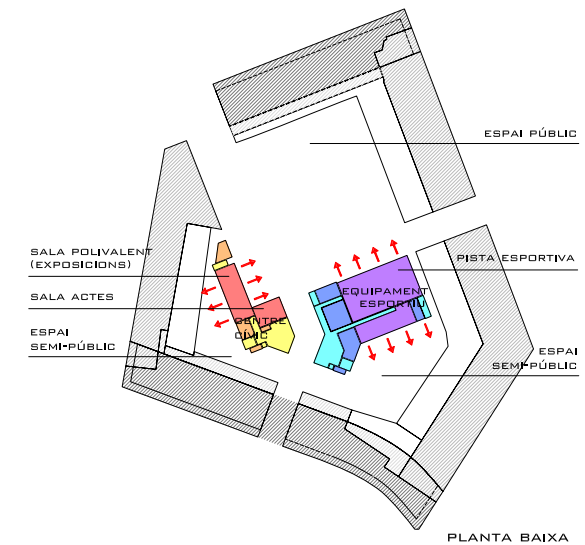 ESPAI PÚBLIC
SALA POLIVALENT
(EXPOSICIONS)
PISTA ESPORTIVA
SALA ACTES
EQUIPAMENT
ESPORTIU
CENTRE
CÍVIC
ESPAI
SEMI-PÚBLIC
ESPAI
SEMI-PÚBLIC
PLANTA BAIXA